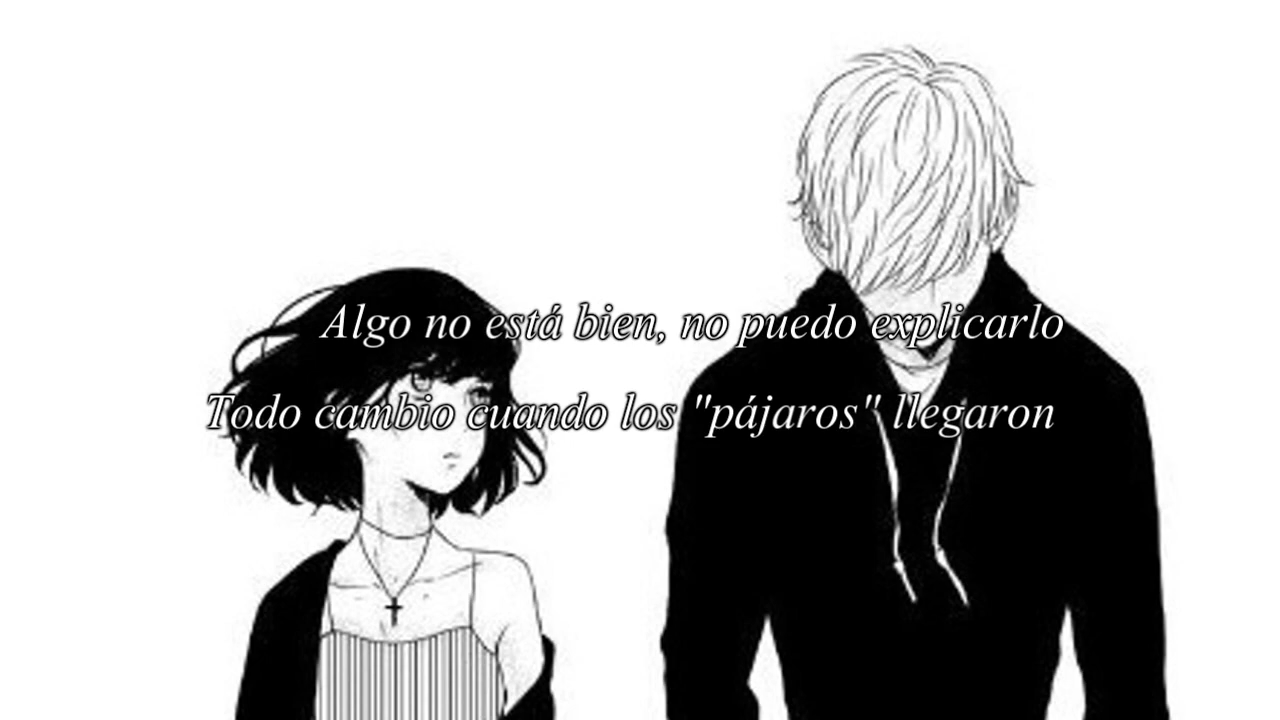 Algo no está bien, no puedo explicarlo
Todo cambio cuando los "pájaros" llegaron